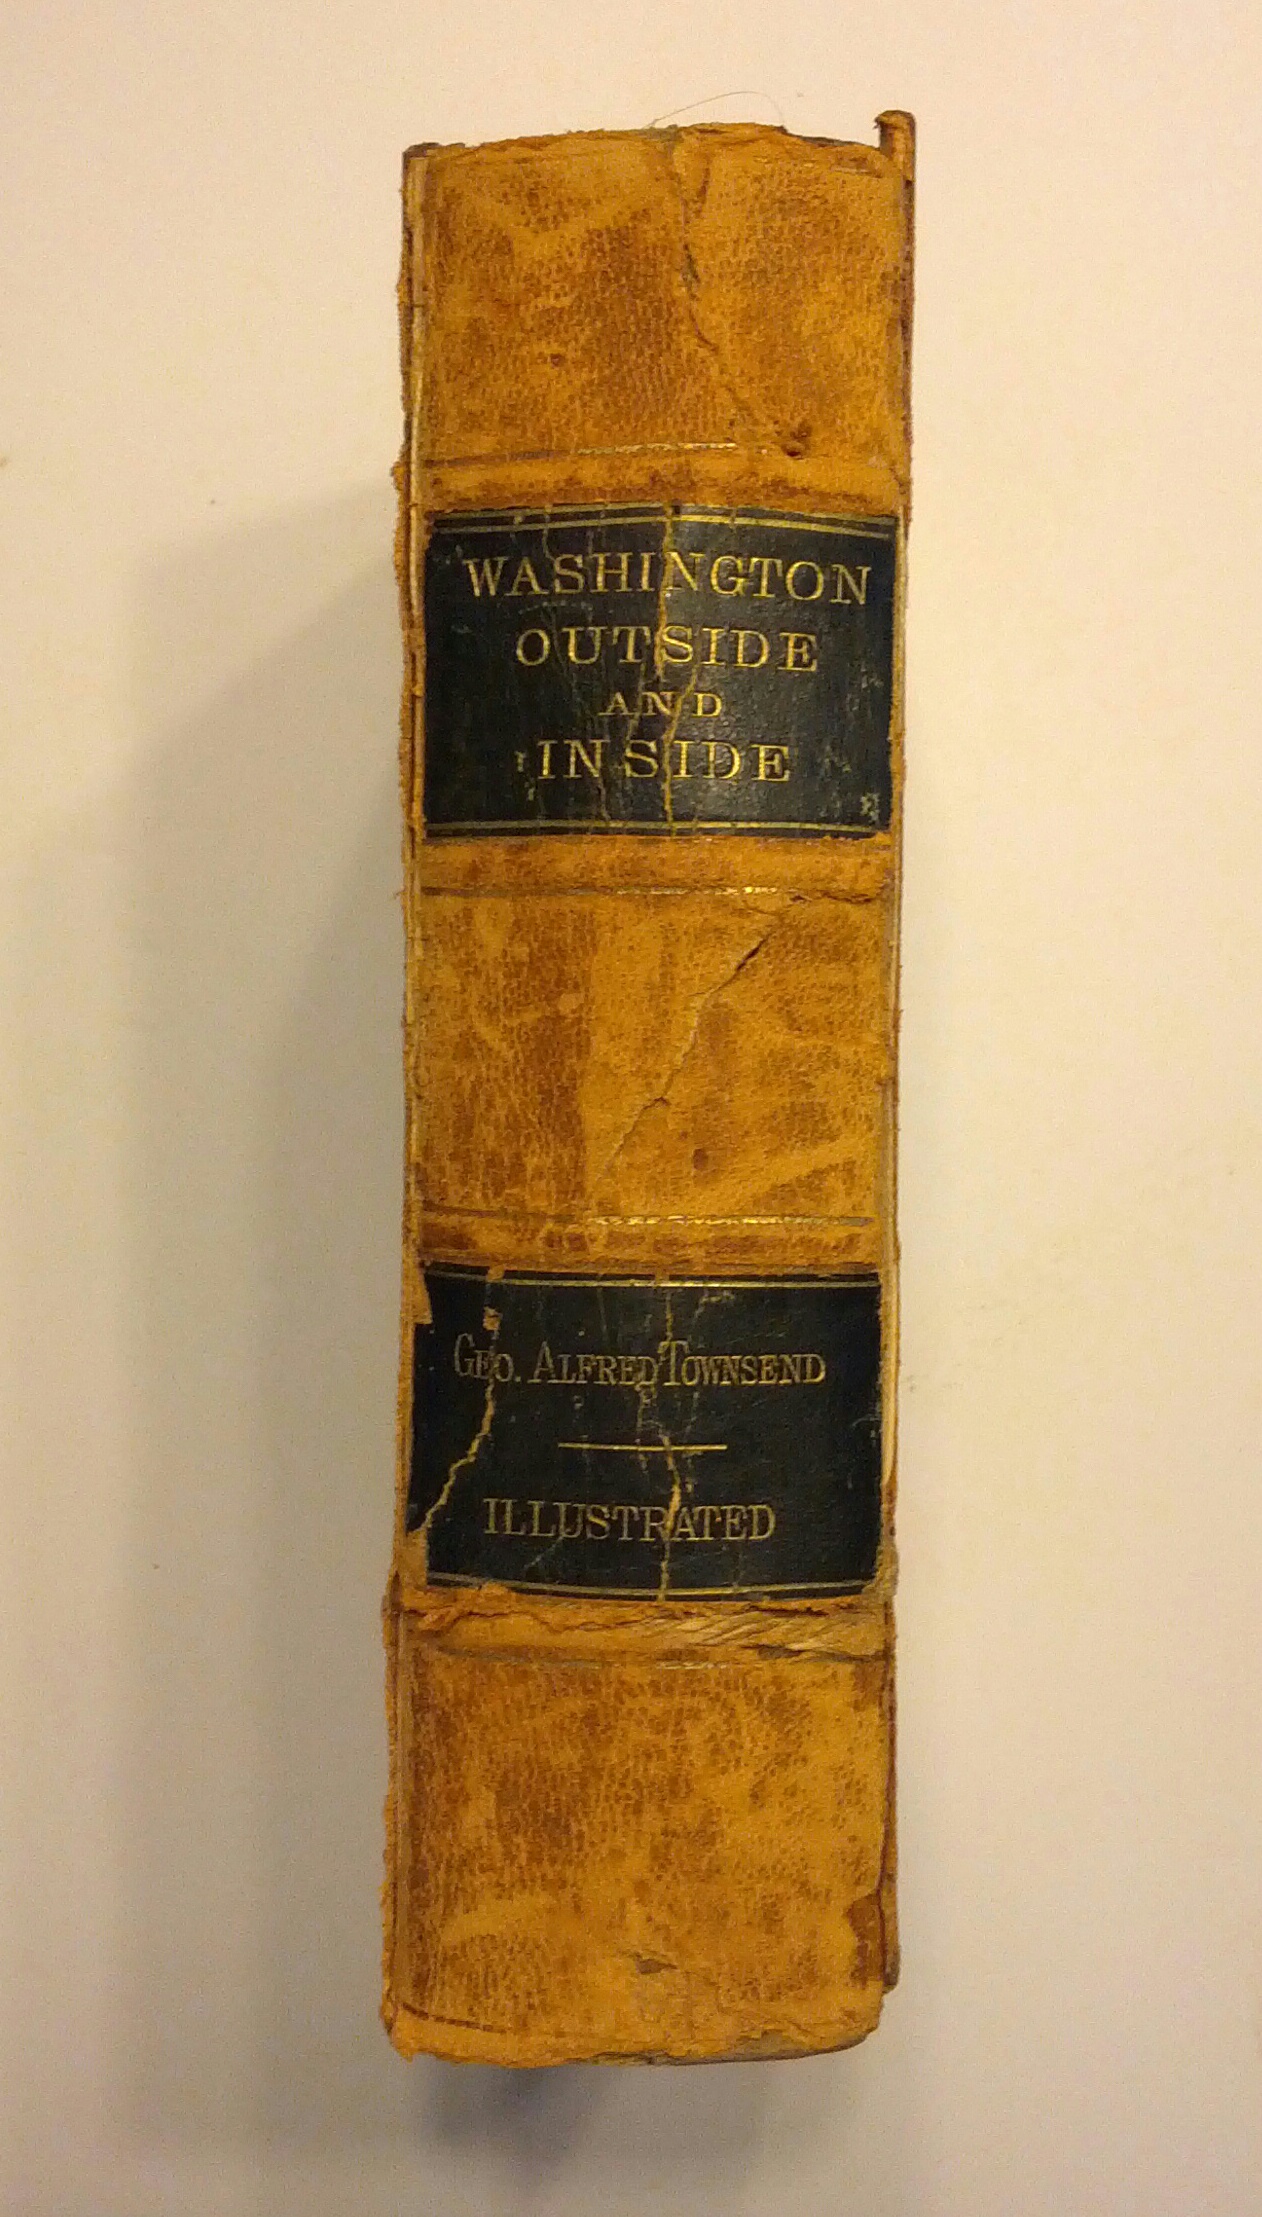 WASHINGTON
OUTSIDE
AND
INSIDE
GEO. ALFRED TOWNSEND
ILLUSTRATED